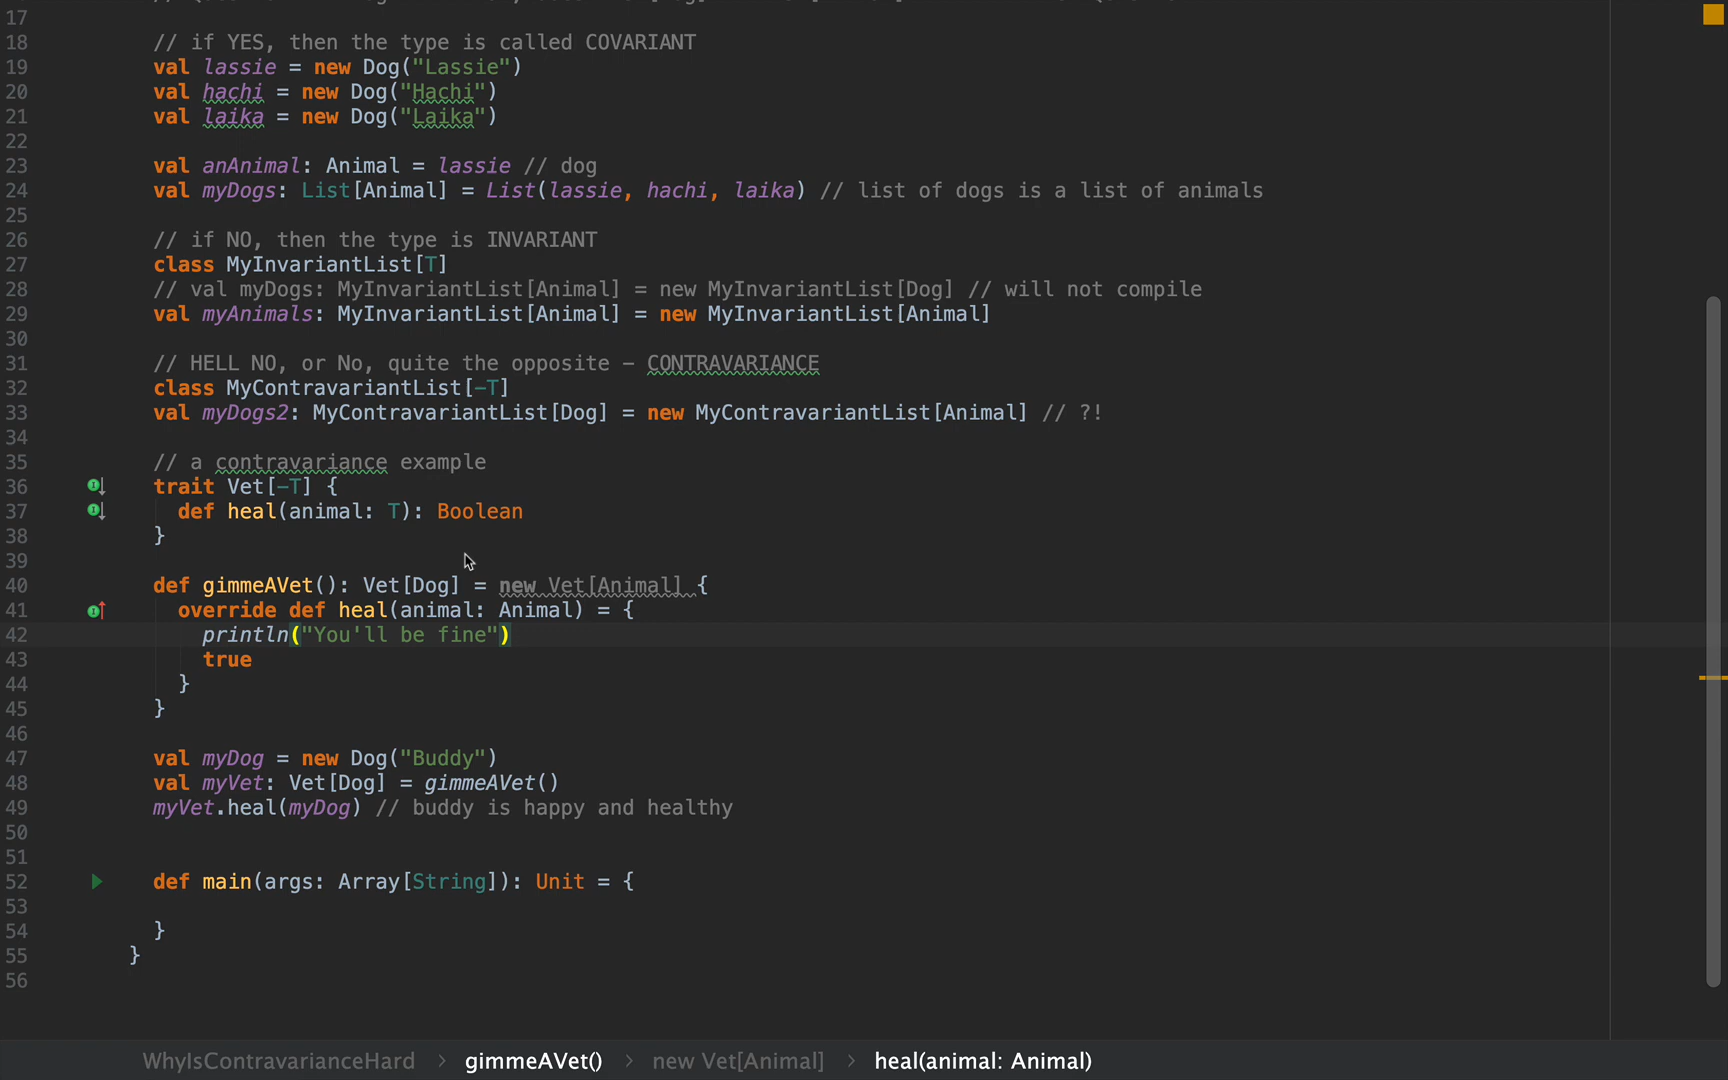 17
18 // if YES, then the type is called COVARIANT
19 val lassie = new Dog("Lassie")
20 val hachi = new Dog("Hachi")
21 val laika = new Dog("Laika")
22
23 val anAnimal: Animal = lassie // dog
24 val myDogs: List[Animal] = List(lassie, hachi, laika) // list of dogs is a list of animals
25
26 // if NO, then the type is INVARIANT
27 class MyInvariantList[T]
28 // val myDogs: MyInvariantList[Animal] = new MyInvariantList[Dog] // will not compile
29 val myAnimals: MyInvariantList[Animal] = new MyInvariantList[Animal]
30
31 // HELL NO, or No, quite the opposite – CONTRAVARIANCE
32 class MyContravariantList[-T]
33 val myDogs2: MyContravariantList[Dog] = new MyContravariantList[Animal] // ?!
34
35 // a contravariance example
36 trait Vet[-T] {
37 def heal(animal: T): Boolean
38 }
39
40 def gimmeAVet(): Vet[Dog] = new Vet[Animal] {
41 override def heal(animal: Animal) = {
42 println("You'll be fine")
43 true
44 }
45 }
46
47 val myDog = new Dog("Buddy")
48 val myVet: Vet[Dog] = gimmeAVet()
49 myVet.heal(myDog) // buddy is happy and healthy
50
51
52 def main(args: Array[String]): Unit = {
53
54 }
55 }
56
WhyIsContravarianceHard > gimmeAVet() > new Vet[Animal] > heal(animal: Animal)